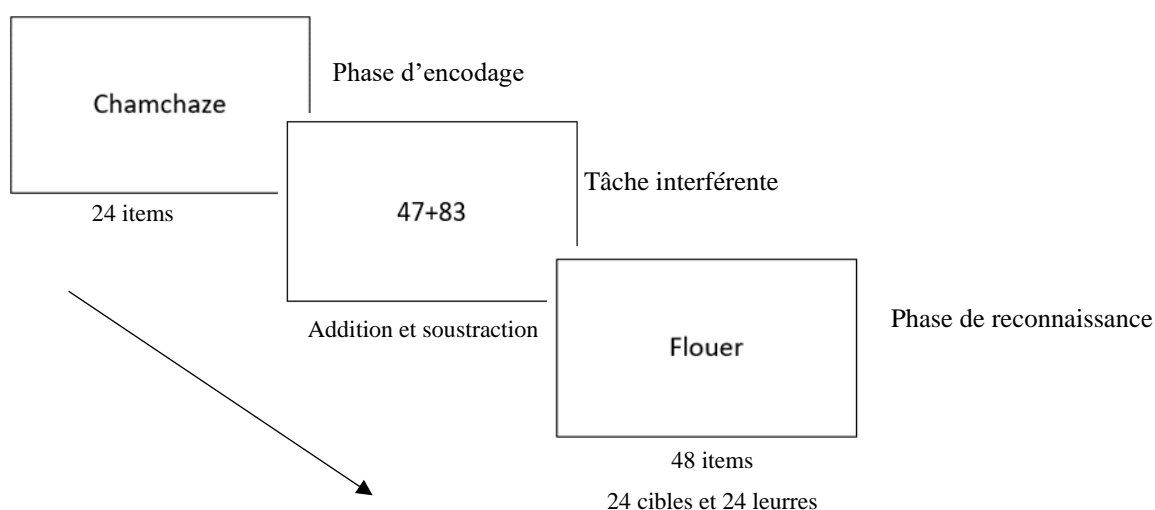 Phase d’encodage
Chamchaze
24 items
Tâche interférente
47+83
Addition et soustraction
Phase de reconnaissance
Flouer
48 items
24 cibles et 24 leurres